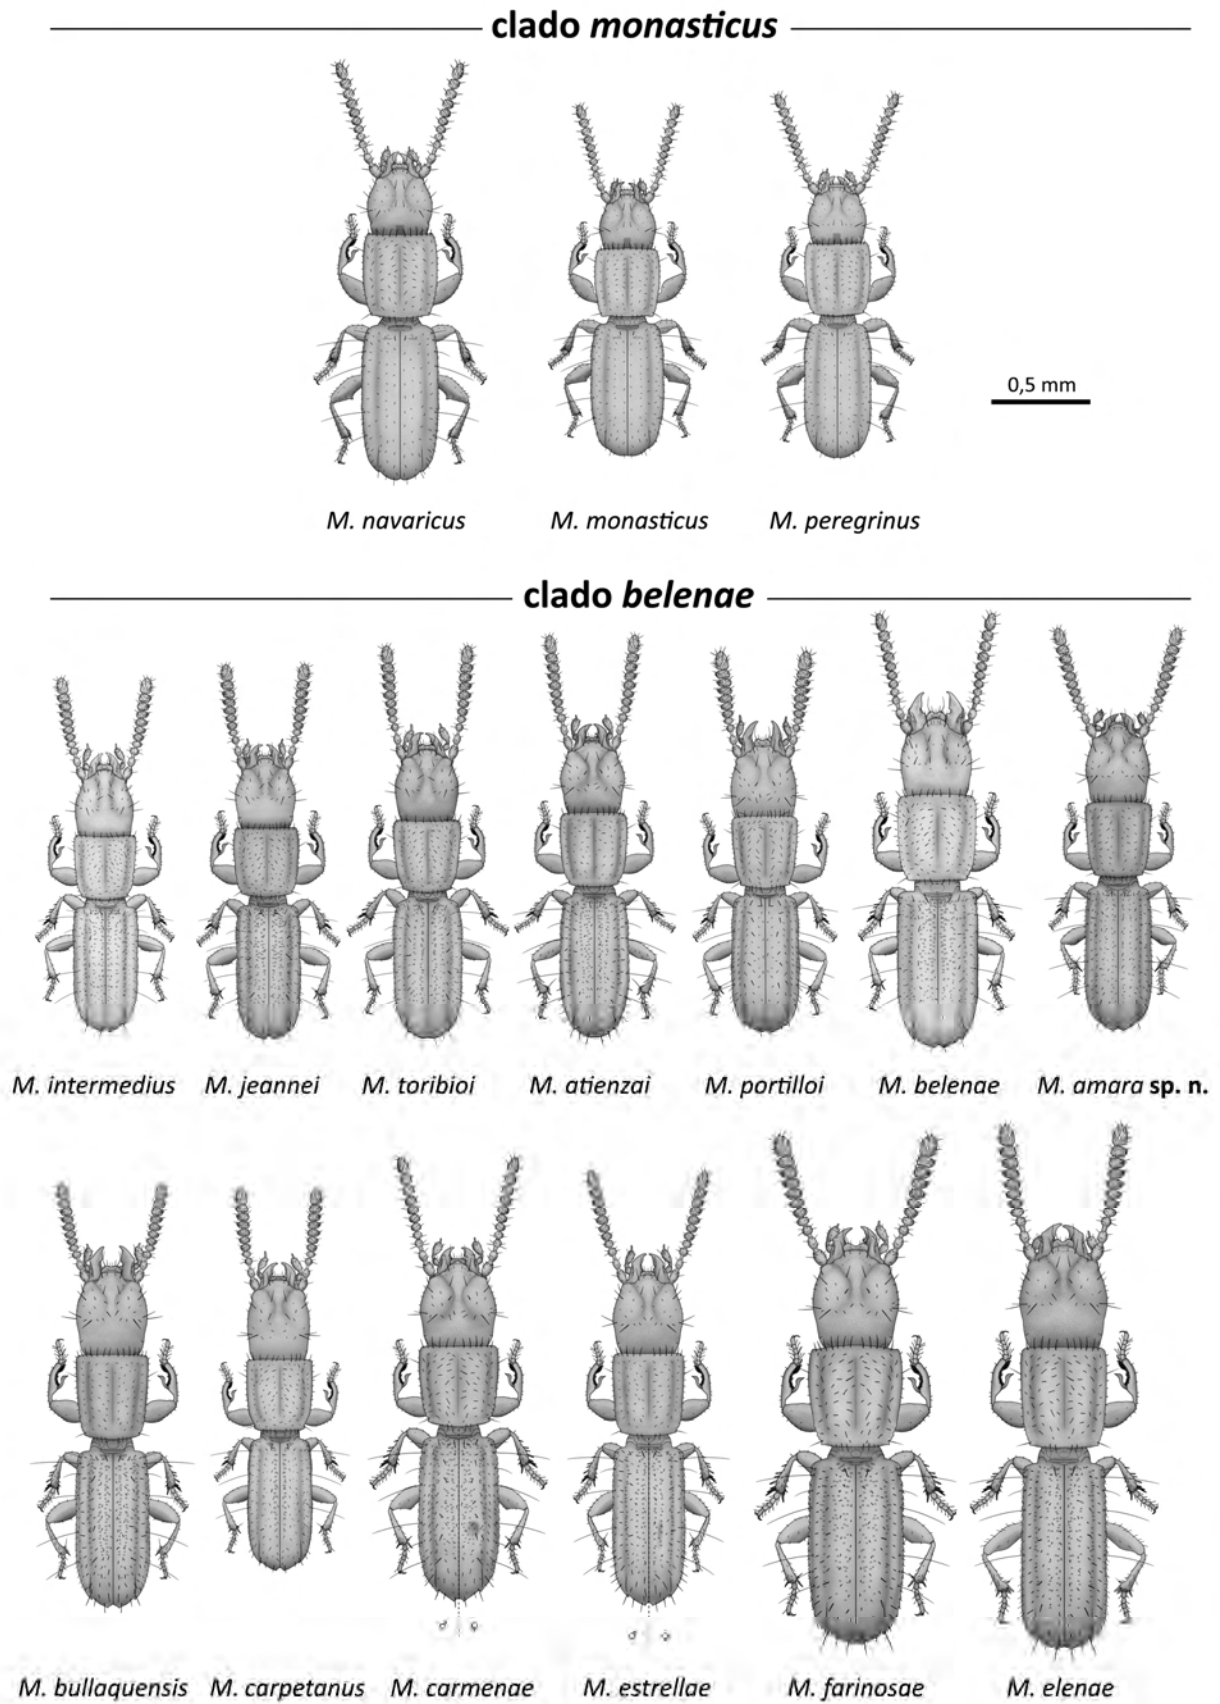 clado monasticus
0,5 mm
M. navaricus M. monasticus M. peregrinus
clado belenae
M. intermedius M. jeannei M. toribioi M. atienzai M. portilloi M. belenae M. amara sp. n.
♂ ♀ ♂ ♀
M. bullaquensis M. carpetanus M. carmenae M. estrellae M. farinosae M. elenae